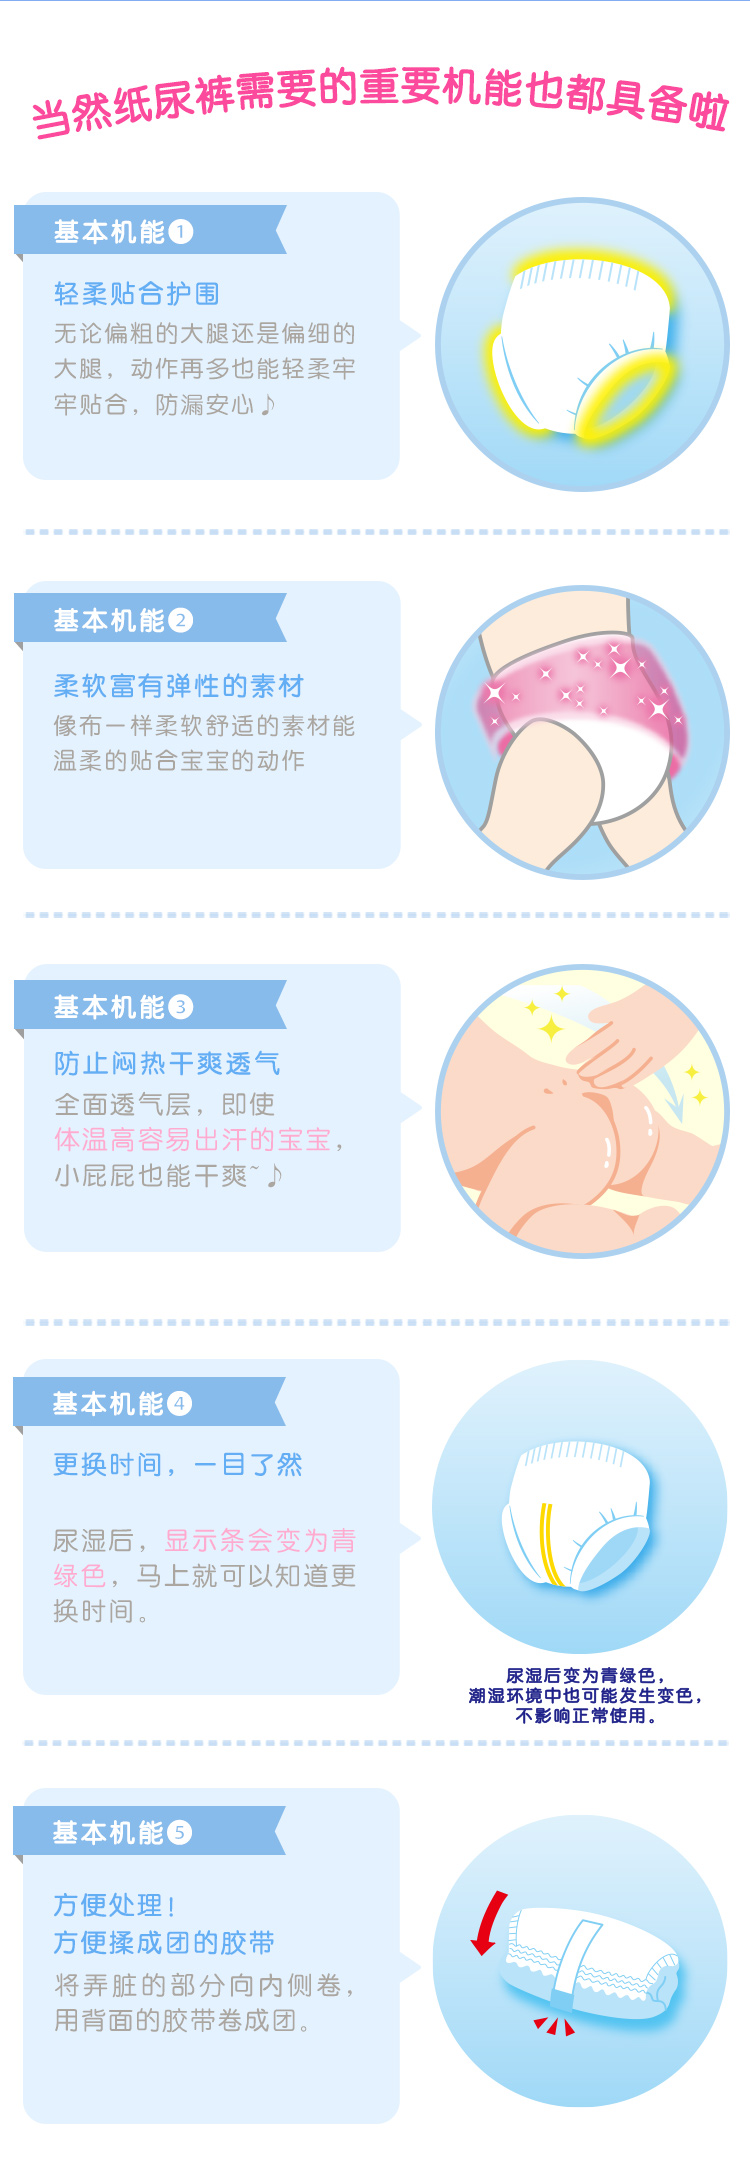 当然纸尿裤需要的重要机能也都具备啦
基本机能❶
轻柔贴合护围
无论偏粗的大腿还是偏细的
大腿，动作再多也能轻柔牢
牢贴合，防漏安心♪
基本机能❷
柔软富有弹性的素材
像布一样柔软舒适的素材能
温柔的贴合宝宝的动作
基本机能❸
防止闷热干爽透气
全面透气层，即使
体温高容易出汗的宝宝，
小屁屁也能干爽~♪
基本机能❹
更换时间，一目了然
尿湿后，显示条会变为青
绿色，马上就可以知道更
换时间。
尿湿后变为青绿色，
潮湿环境中也可能发生变色，
不影响正常使用。
基本机能❺
方便处理！
方便揉成团的胶带
将弄脏的部分向内侧卷，
用背面的胶带卷成团。